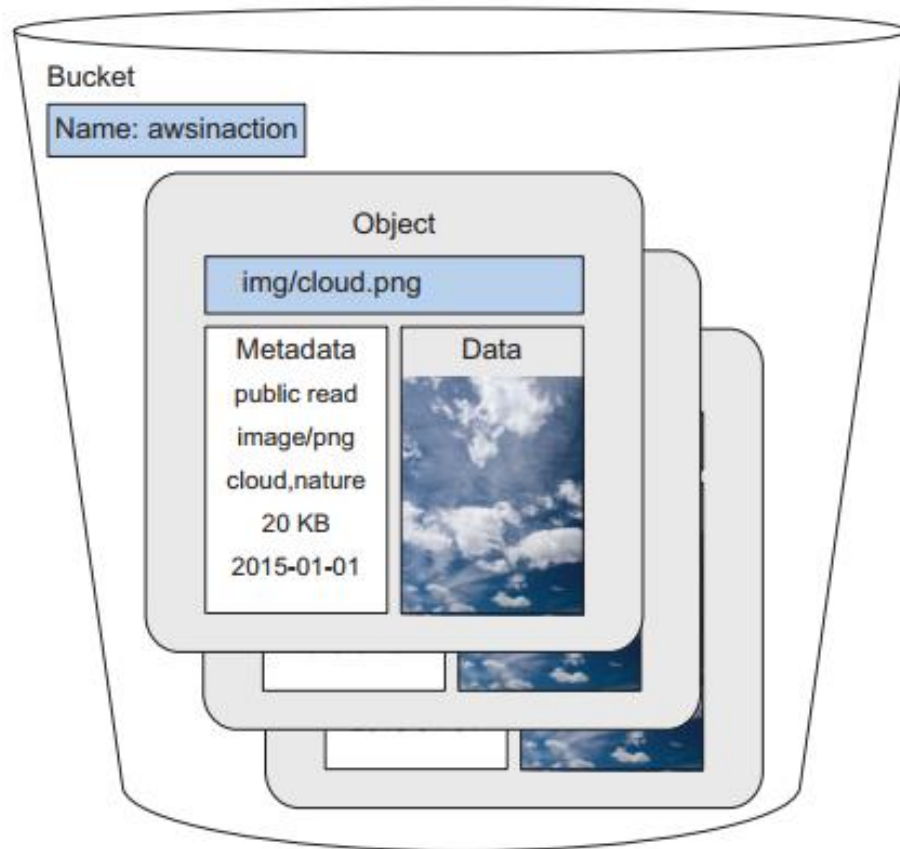 Bucket
Name: awsinaction
Object
img/cloud.png
Metadata
public read
image/png
cloud,nature
20 KB
2015-01-01
Data